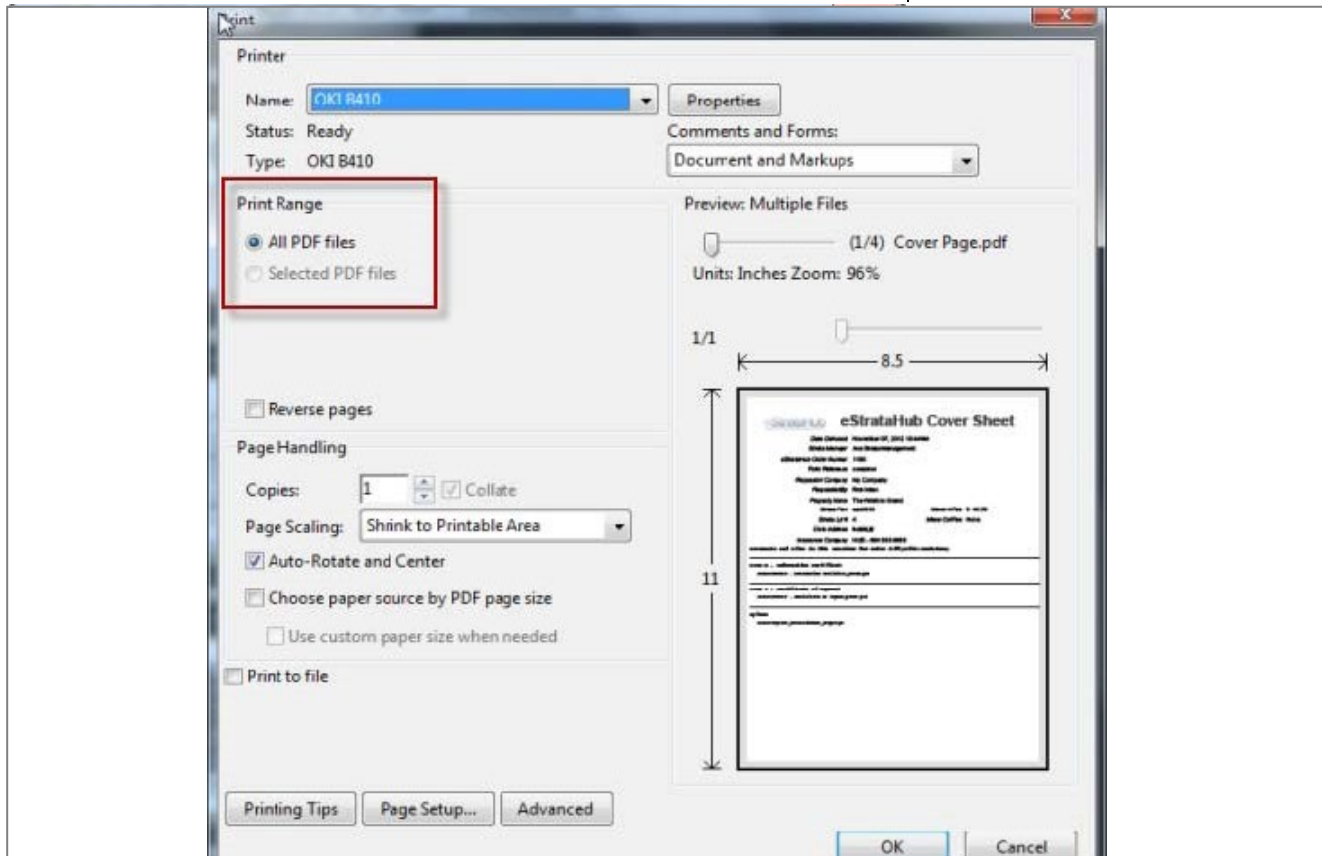 Print
Printer
Name: OKI B410
Properties
Status: Ready
Comments and Forms:
Type: OKI B410
Document and Markups
Print Range
Preview: Multiple Files
All PDF files
(1/4) Cover Page.pdf
Selected PDF files
Units: Inches Zoom: 96%
1/1
8.5
Reverse pages
eStrataHub Cover Sheet
Page Handling
Copies: 1 Collate
Page Scaling: Shrink to Printable Area
Auto-Rotate and Center
11
Choose paper source by PDF page size
Use custom paper size when needed
Print to file
Printing Tips Page Setup... Advanced
OK Cancel